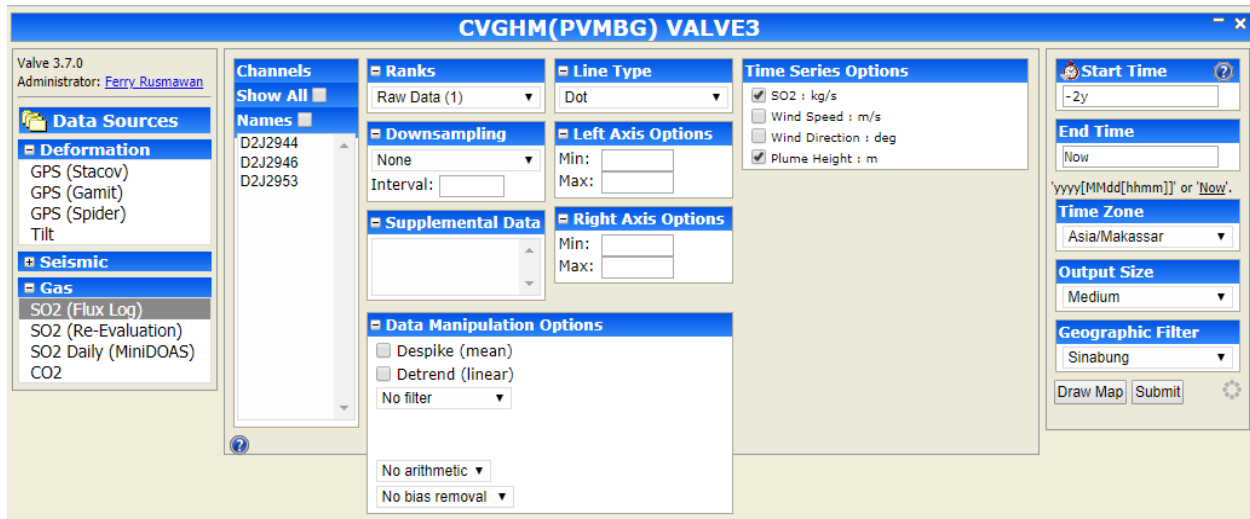 CVGHM(PVMBG) VALVE3
Valve 3.7.0
Administrator: Ferry Rusmawan
Data Sources
Deformation
GPS (Stacov)
GPS (Gamit)
GPS (Spider)
Tilt
Seismic
Gas
SO2 (Flux Log)
SO2 (Re-Evaluation)
SO2 Daily (MiniDOAS)
CO2
Channels
Show All
Names
D2J2944
D2J2946
D2J2953
Ranks
Raw Data (1)
Downsampling
None
Interval:
Supplemental Data
Data Manipulation Options
Despike (mean)
Detrend (linear)
No filter
No arithmetic
No bias removal
Line Type
Dot
Left Axis Options
Min:
Max:
Right Axis Options
Min:
Max:
Time Series Options
SO2 : kg/s
Wind Speed : m/s
Wind Direction : deg
Plume Height : m
Start Time
-2y
End Time
Now
'yyyy[MMdd[hhmm]]' or 'Now'.
Time Zone
Asia/Makassar
Output Size
Medium
Geographic Filter
Sinabung
Draw Map Submit